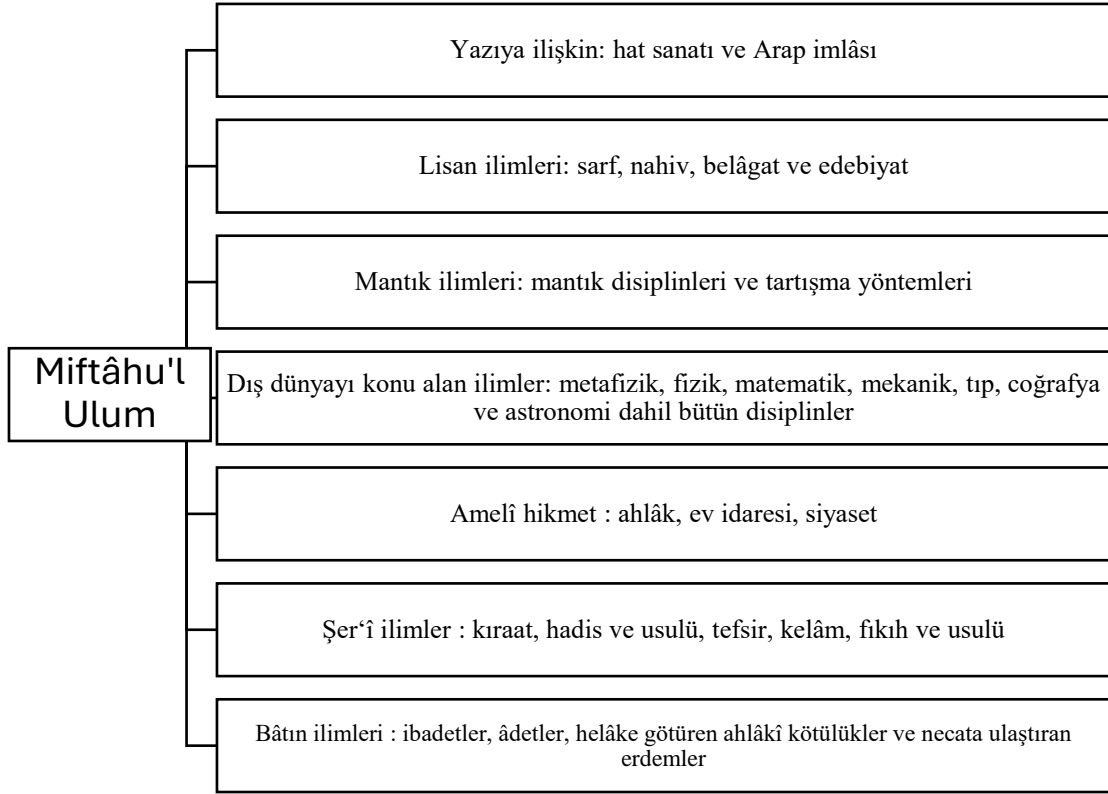 Yazıya ilişkin: hat sanatı ve Arap imlâsı
Lisan ilimleri: sarf, nahiv, belâgat ve edebiyat
Mantık ilimleri: mantık disiplinleri ve tartışma yöntemleri
Miftâhu'l
Ulum
Dış dünyayı konu alan ilimler: metafizik, fizik, matematik, mekanik, tıp, coğrafya
ve astronomi dahil bütün disiplinler
Amelî hikmet : ahlâk, ev idaresi, siyaset
Şer‘î ilimler : kıraat, hadis ve usulü, tefsir, kelâm, fıkıh ve usulü
Bâtın ilimleri : ibadetler, âdetler, helâke götüren ahlâkî kötülükler ve necata ulaştıran
erdemler